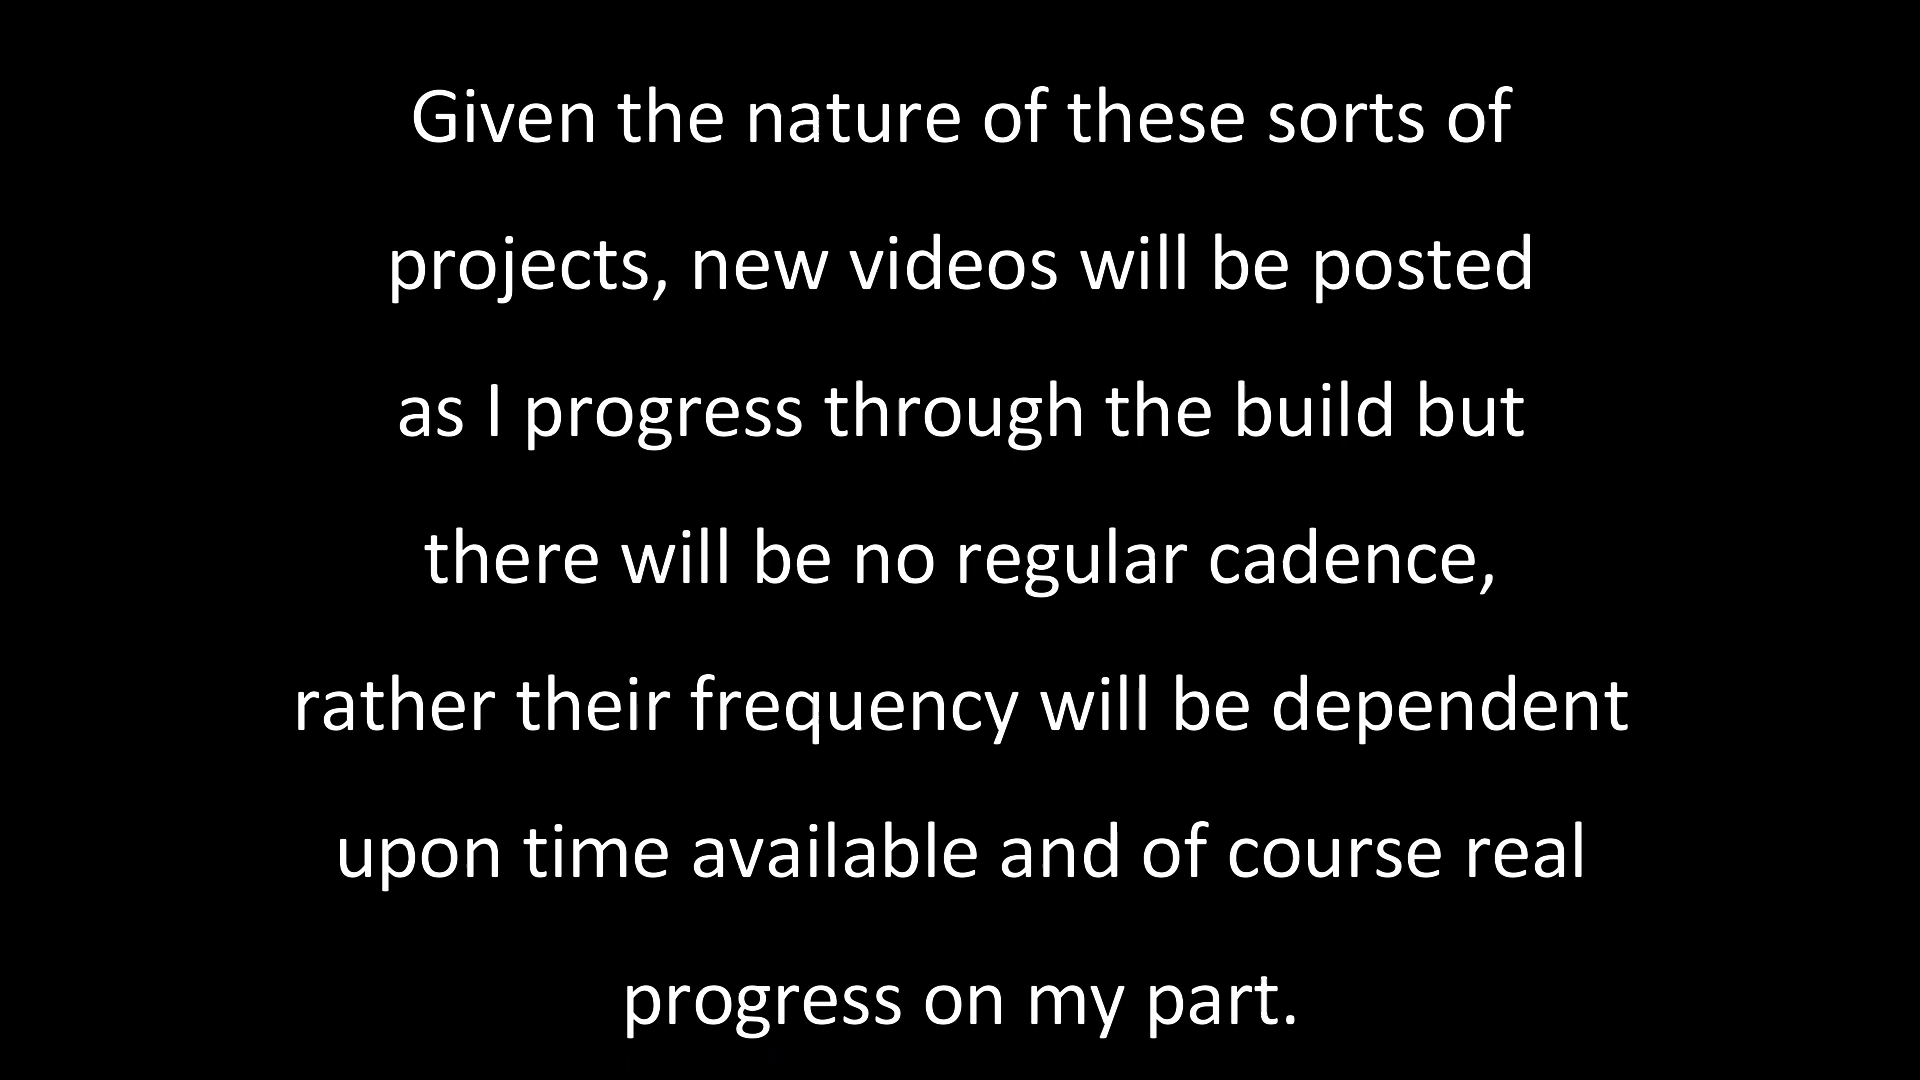 Given the nature of these sorts of
projects, new videos will be posted
as I progress through the build but
there will be no regular cadence,
rather their frequency will be dependent
upon time available and of course real
progress on my part.